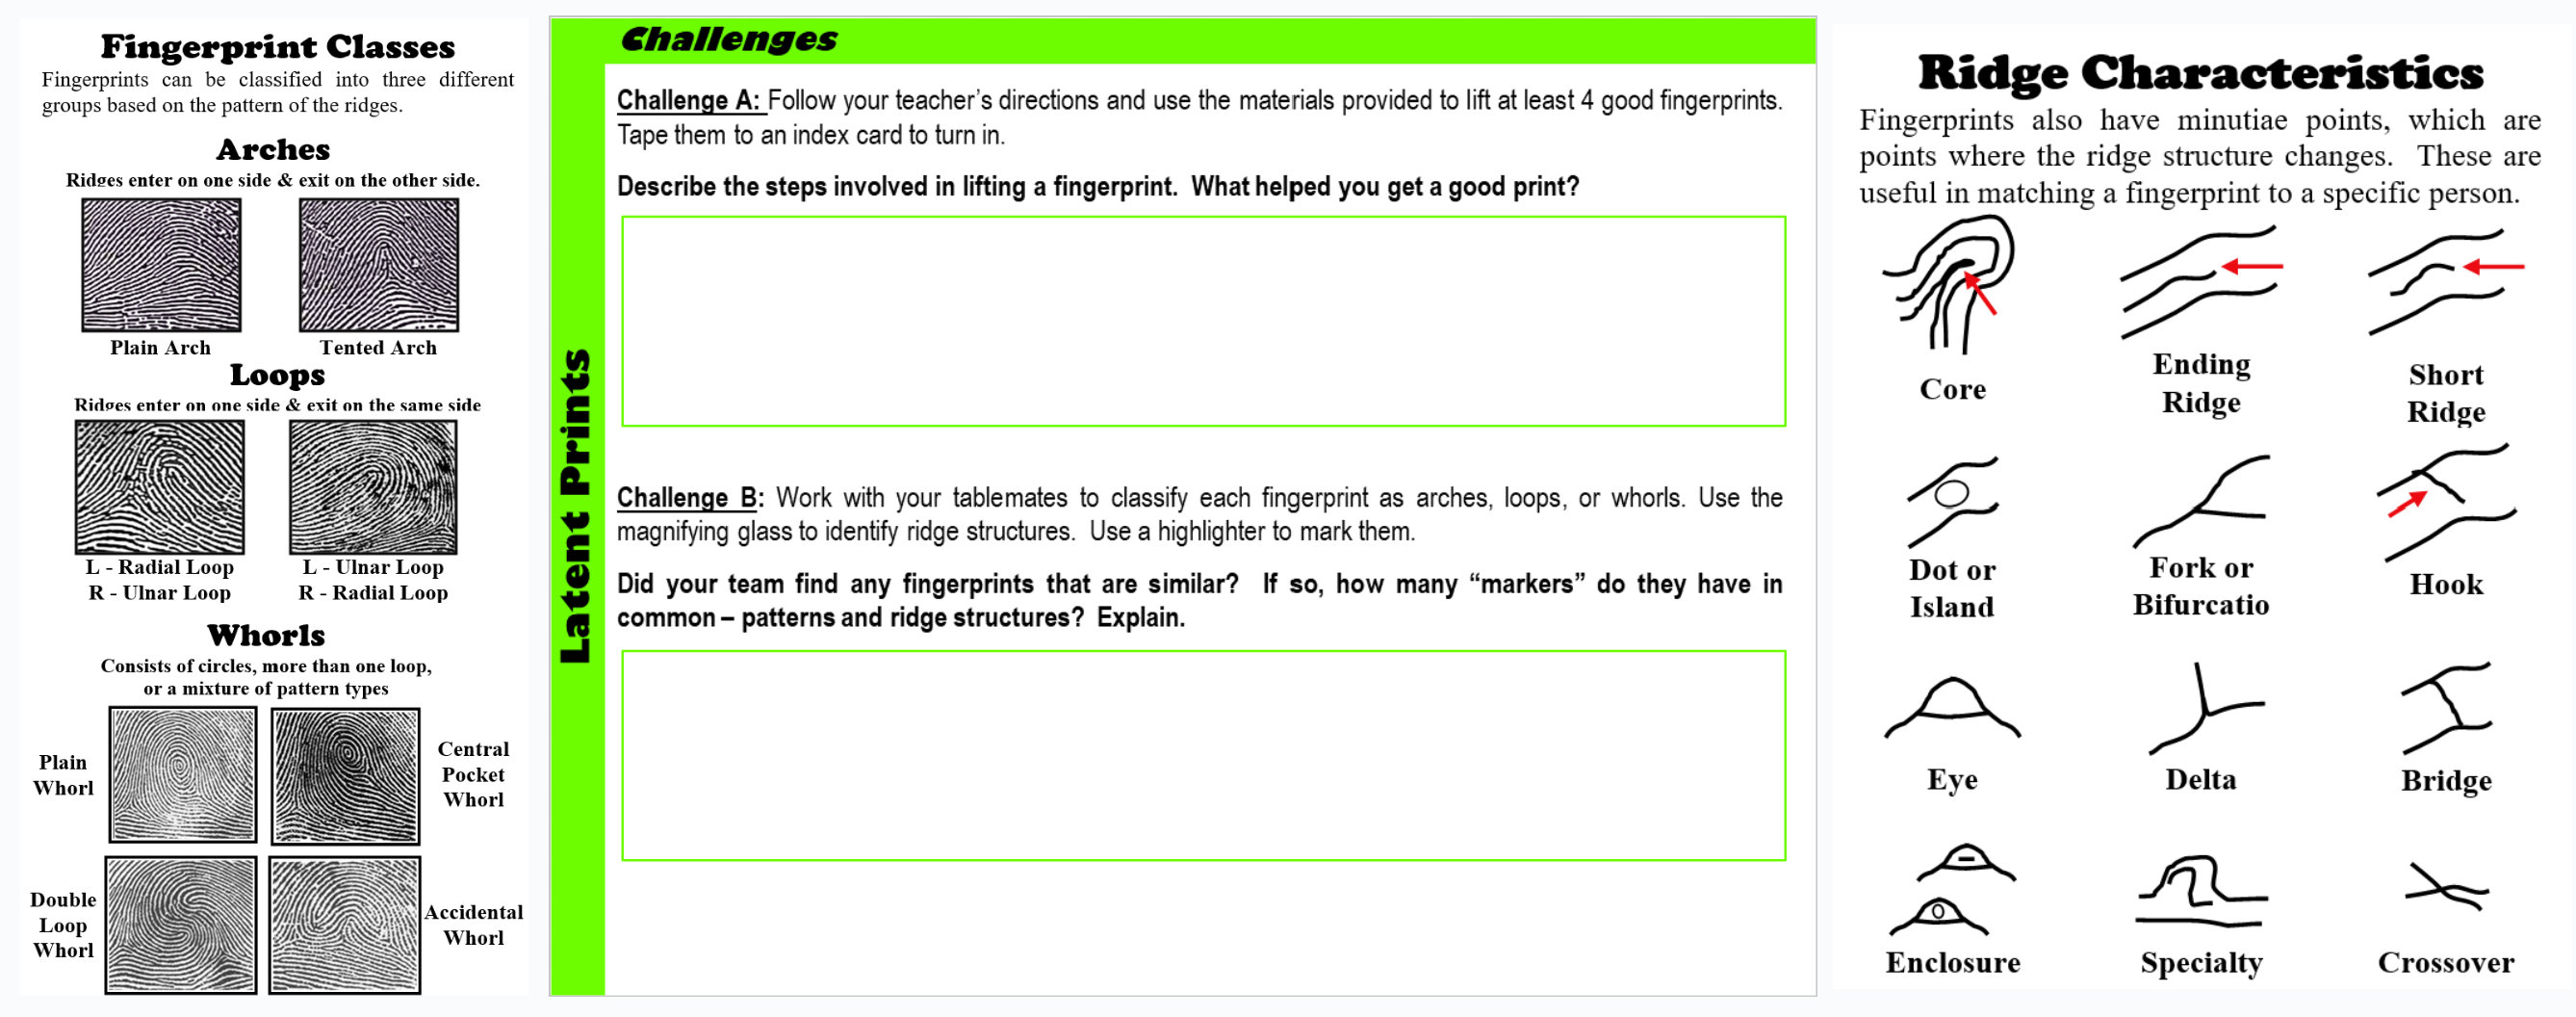 Fingerprint Classes
Fingerprints can be classified into three different
groups based on the pattern of the ridges.
Arches
Ridges enter on one side & exit on the other side.
Plain Arch
Tented Arch
Loops
Ridges enter on one side & exit on the same side
L - Radial Loop
R - Ulnar Loop
L - Ulnar Loop
R - Radial Loop
Whorls
Consists of circles, more than one loop,
or a mixture of pattern types
Plain
Whorl
Central
Pocket
Whorl
Double
Loop
Whorl
Accidental
Whorl
Latent Prints
Challenges
Challenge A: Follow your teacher’s directions and use the materials provided to lift at least 4 good fingerprints.
Tape them to an index card to turn in.
Describe the steps involved in lifting a fingerprint. What helped you get a good print?
Challenge B: Work with your tablemates to classify each fingerprint as arches, loops, or whorls. Use the
magnifying glass to identify ridge structures. Use a highlighter to mark them.
Did your team find any fingerprints that are similar? If so, how many “markers” do they have in
common – patterns and ridge structures? Explain.
Ridge Characteristics
Fingerprints also have minutiae points, which are
points where the ridge structure changes. These are
useful in matching a fingerprint to a specific person.
Core
Ending
Ridge
Short
Ridge
Dot or
Island
Fork or
Bifurcatio
Hook
Eye
Delta
Bridge
Enclosure
Specialty
Crossover